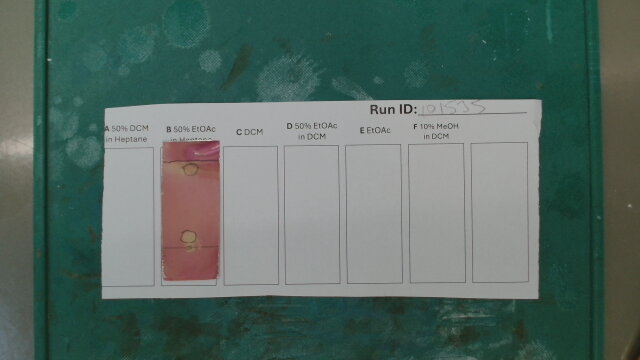 Run ID: 101535
A 50% DCM
in Heptane
B 50% EtOAc
in Heptane
C DCM
D 50% EtOAc
in DCM
E EtOAc
F 10% MeOH
in DCM